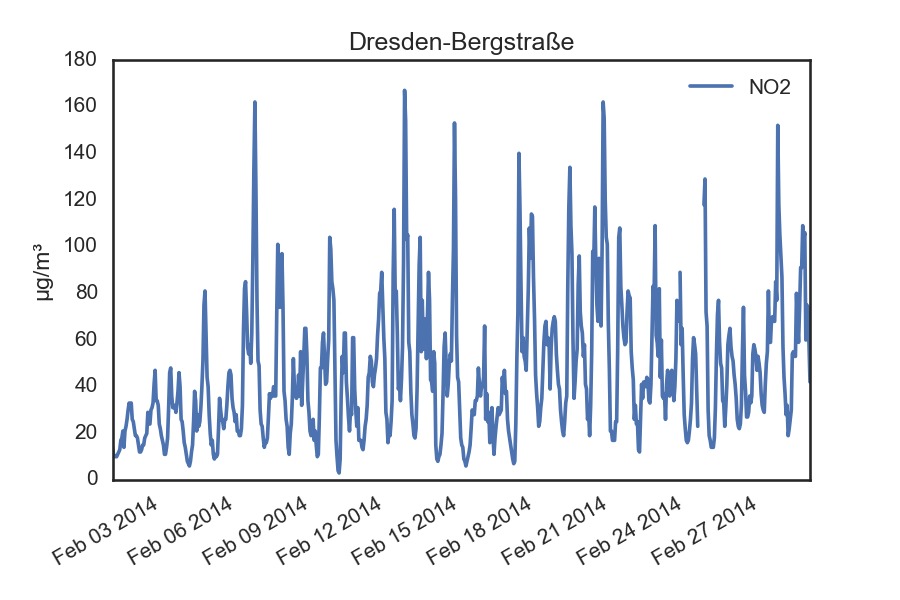 Dresden-Bergstraße
NO2
µg/m³
180
160
140
120
100
80
60
40
20
0
Feb 03 2014
Feb 06 2014
Feb 09 2014
Feb 12 2014
Feb 15 2014
Feb 18 2014
Feb 21 2014
Feb 24 2014
Feb 27 2014